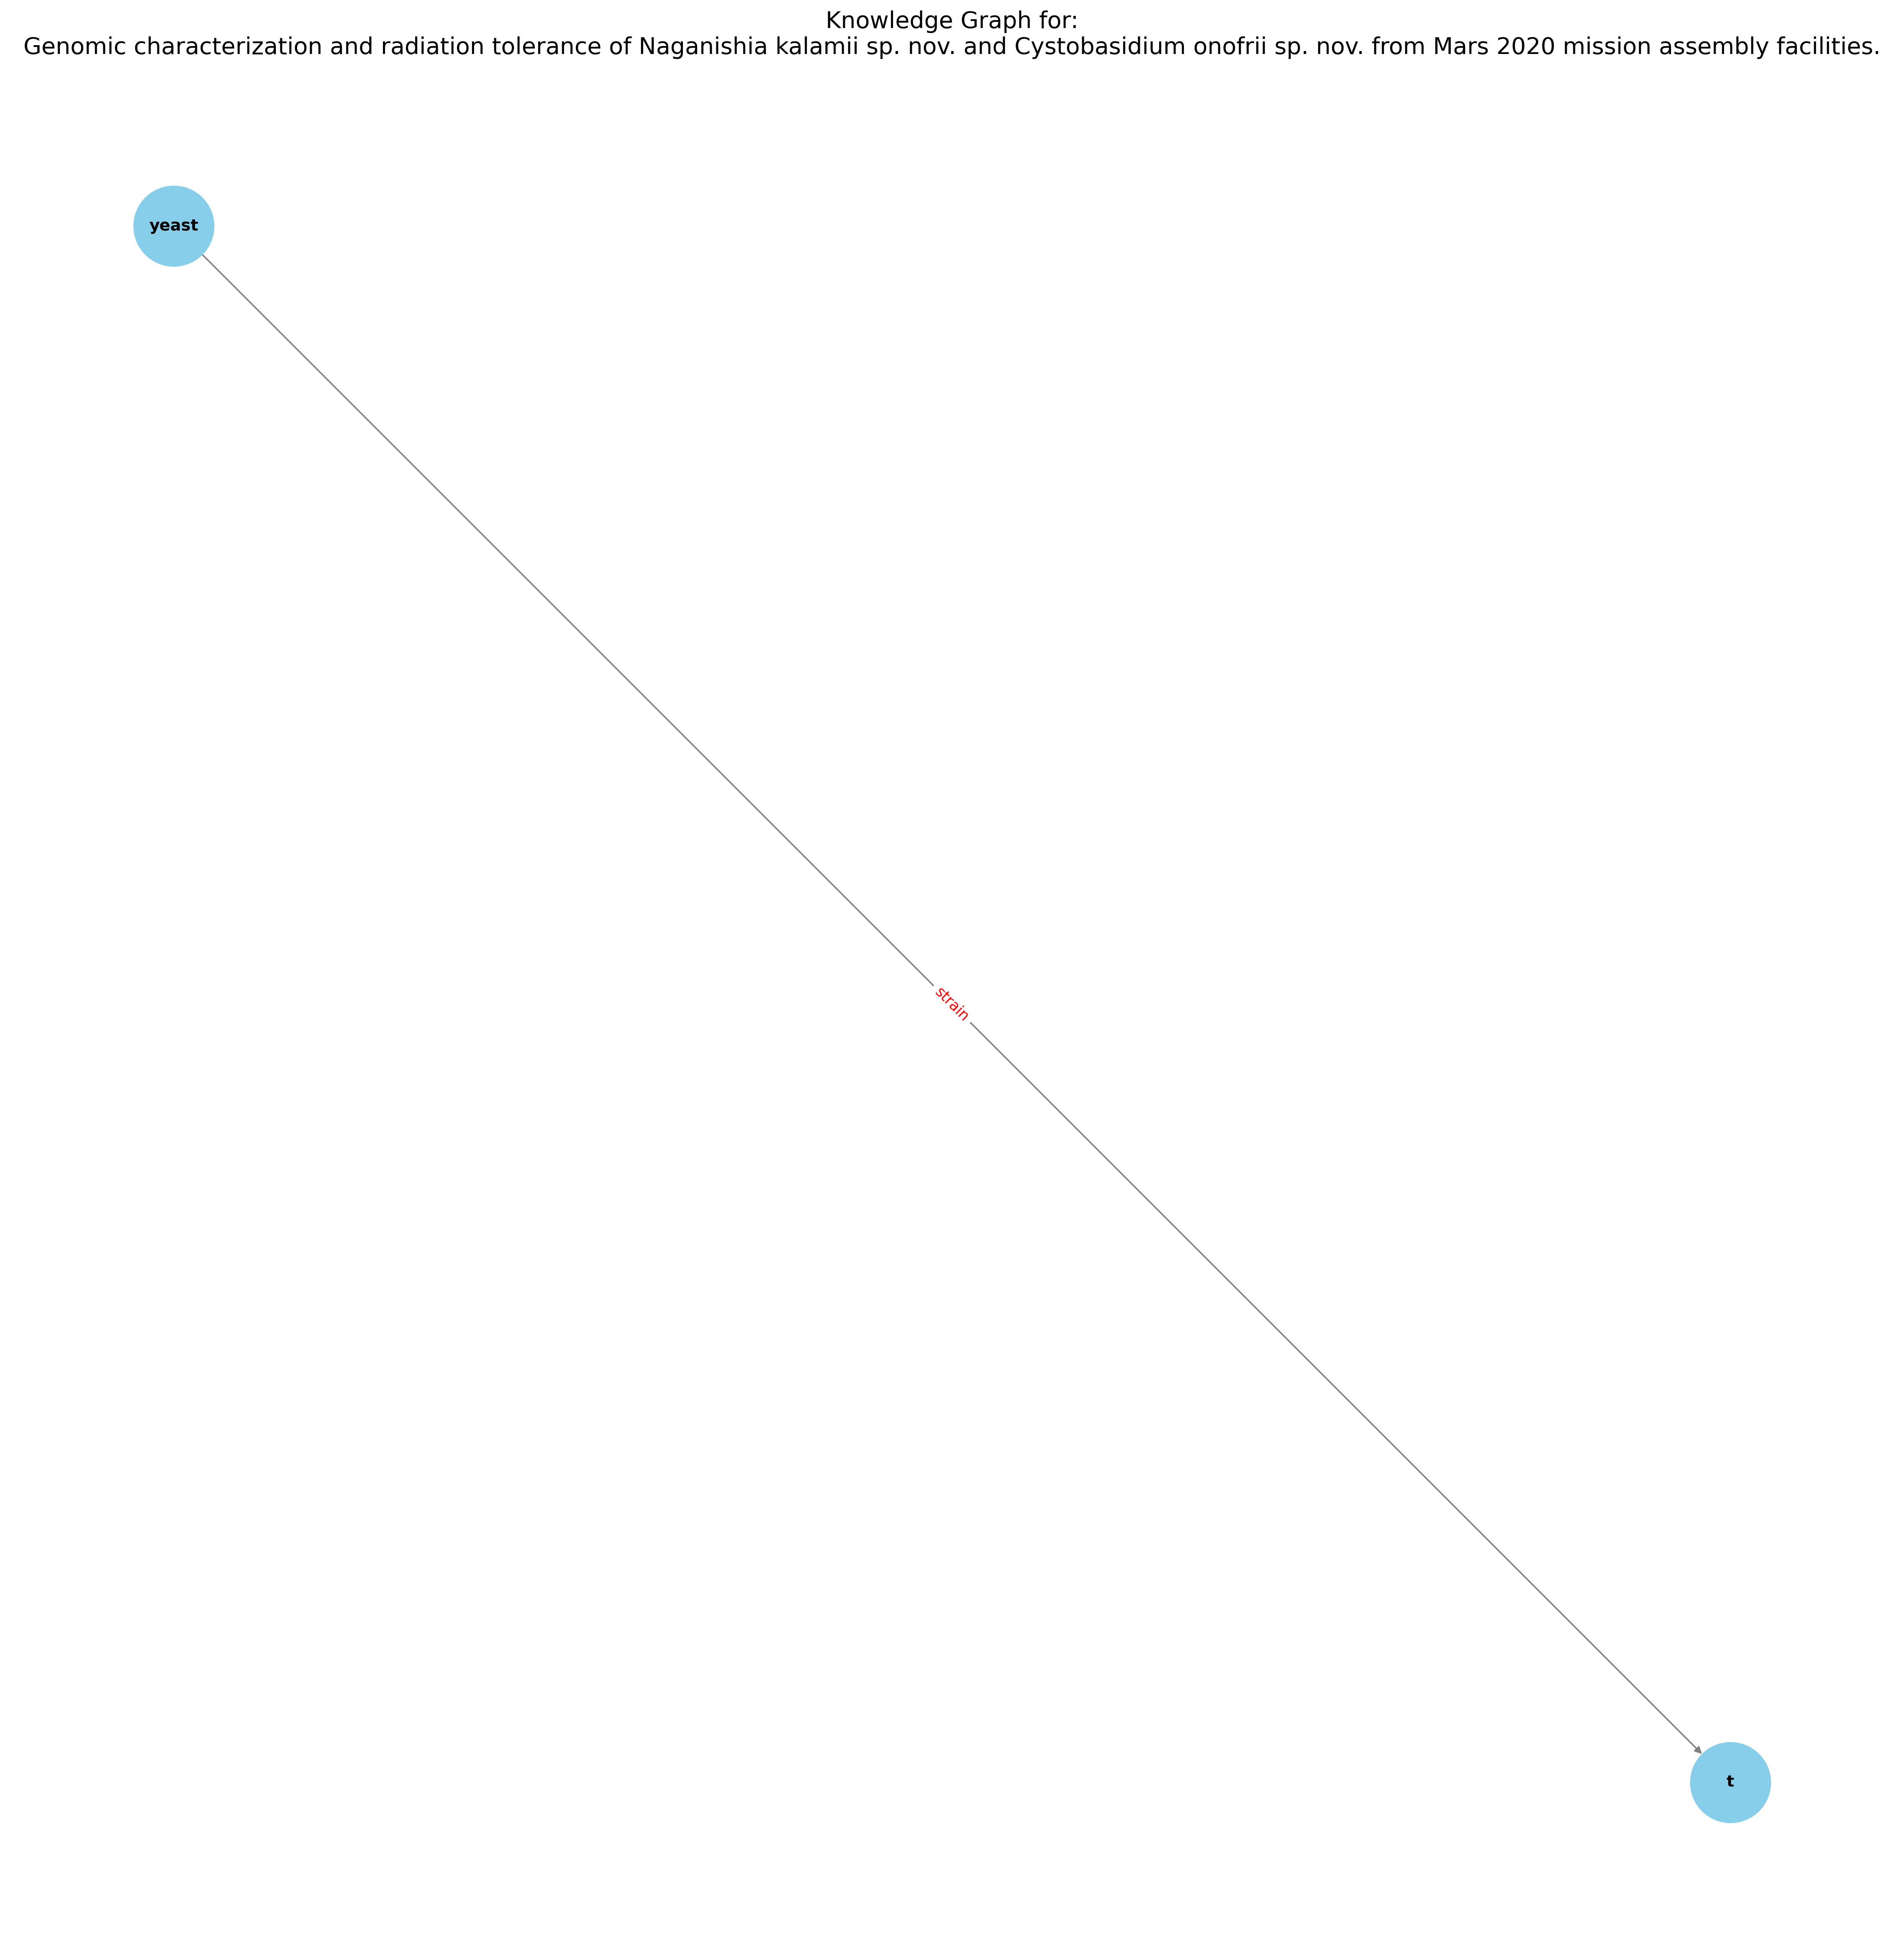 Knowledge Graph for:
Genomic characterization and radiation tolerance of Naganishia kalamii sp. nov. and Cystobasidium onofrii sp. nov. from Mars 2020 mission assembly facilities.
yeast
strain
t